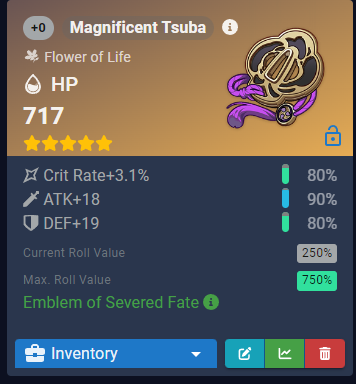 +0 Magnificent Tsuba i
Flower of Life
HP
717
Crit Rate+3.1% 80%
ATK+18 90%
DEF+19 80%
Current Roll Value 250%
Max. Roll Value 750%
Emblem of Severed Fate i
Inventory